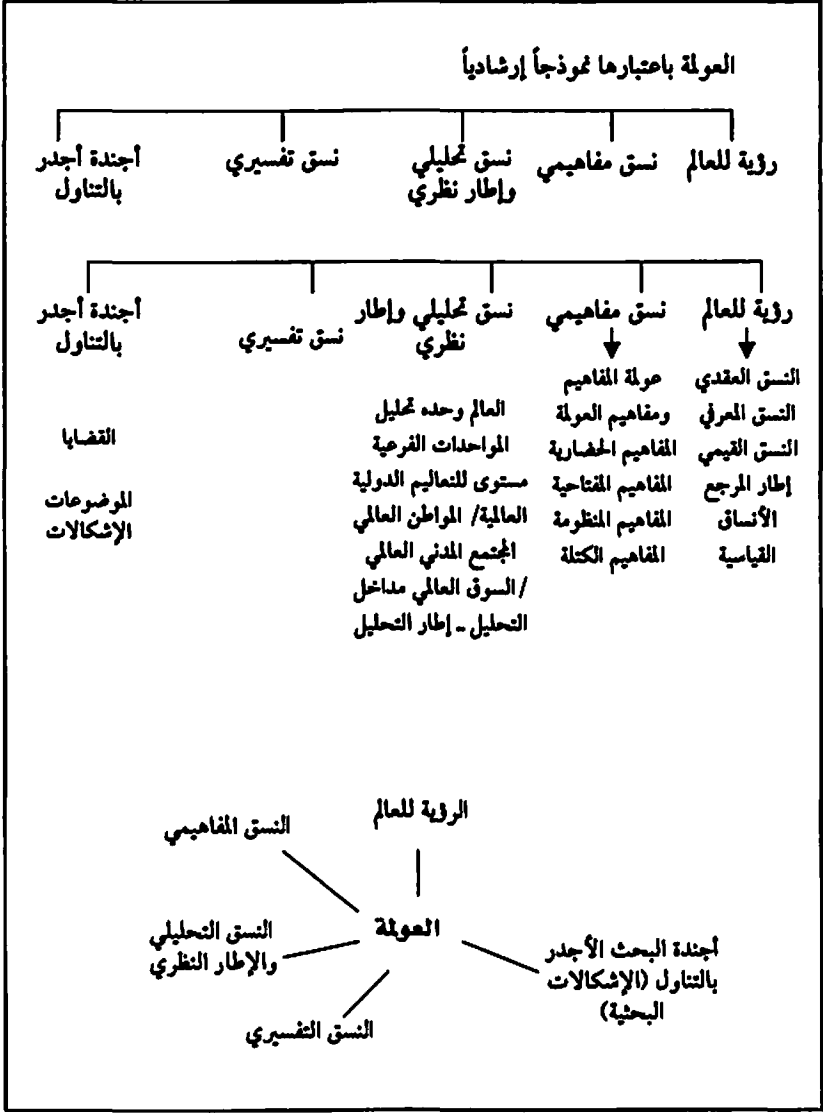 العولمة باعتبارها نموذجاً إرشادياً
رؤية للعالم
نسق مفاهيمي
نسق تحليلي
وإطار نظري
نسق تفسيري
أجندة أجدر
بالتناول
رؤية للعالم
نسق مفاهيمي
نسق تحليلي وإطار
نظري
نسق تفسيري
أجندة أجدر
بالتناول
النسق العقدي
النسق المعرفي
النسق القيمي
إطار المرجع
الأنساق
القياسية
عولمة المفاهيم
ومفاهيم العولمة
المفاهيم الحضارية
المفاهيم المفتاحية
المفاهيم المنظومة
المفاهيم الكتلة
العالم وحده تحليل
المواحدات الفرعية
مستوى للتعاليم الدولية
العالمية/ المواطن العالمي
المجتمع المدني العالمي
/السوق العالمي مداخل
التحليل .. إطار التحليل
القضايا
الموضوعات
الإشكالات
الرؤية للعالم
النسق المفاهيمي
العولمة
النسق التحليلي
والإطار النظري
النسق التفسيري
أجندة البحث الأجدر
بالتناول (الإشكالات
البحثية)